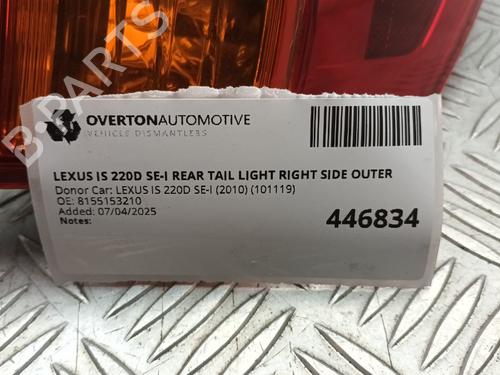 B-PARTS
OVERTONAUTOMOTIVE
VEHICLE DISMANTLERS
LEXUS IS 220D SE-I REAR TAIL LIGHT RIGHT SIDE OUTER
Donor Car: LEXUS IS 220D SE-I (2010) (101119)
OE: 8155153210
Added: 07/04/2025
Notes:
446834